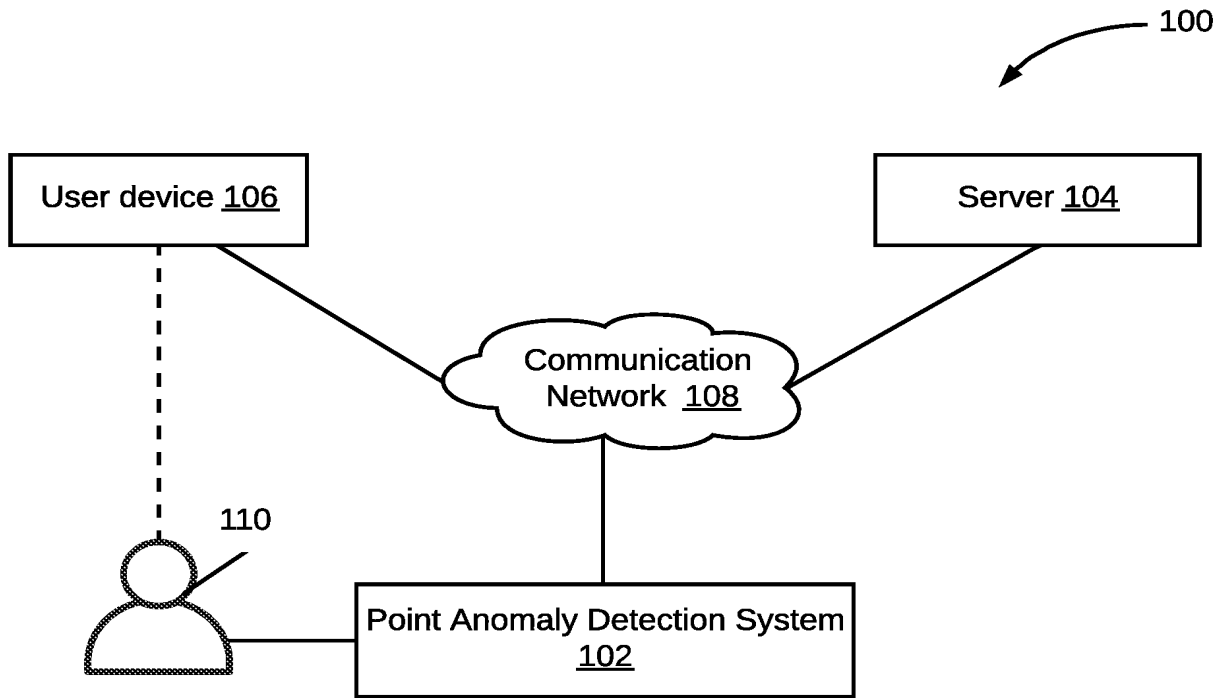 100
User device 106
Server 104
Communication
Network 108
110
Point Anomaly Detection System
102